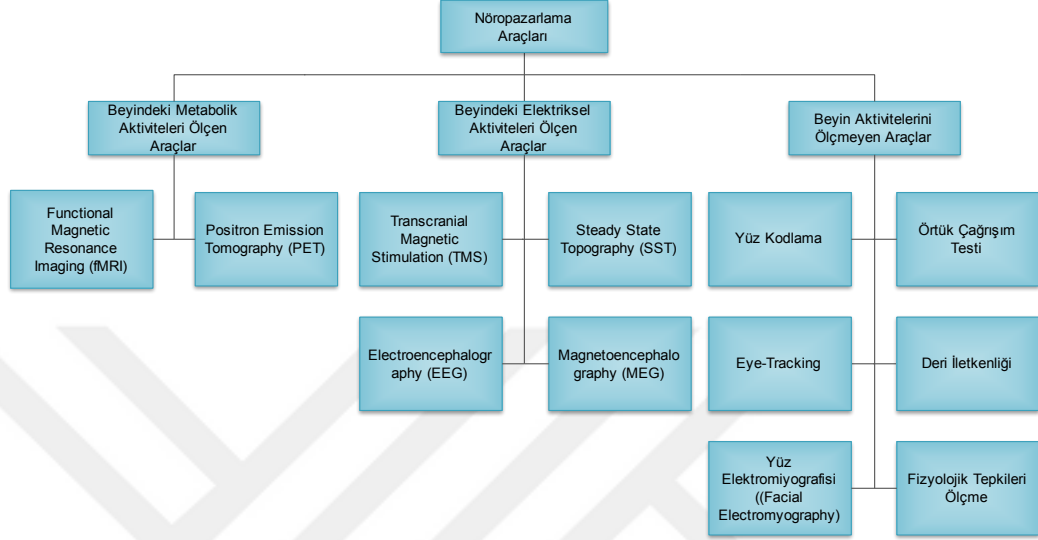 Nöropazarlama
Araçları
Beyindeki Metabolik
Aktiviteleri Ölçen
Araçlar
Beyindeki Elektriksel
Aktiviteleri Ölçen
Araçlar
Beyin Aktivitelerini
Ölçmeyen Araçlar
Functional
Magnetic
Resonance
Imaging (fMRI)
Positron Emission
Tomography (PET)
Transcranial
Magnetic
Stimulation (TMS)
Steady State
Topography (SST)
Yüz Kodlama
Örtük Çağrışım
Testi
Electroencephalogr
aphy (EEG)
Magnetoencephalo
graphy (MEG)
Eye-Tracking
Deri İletkenliği
Yüz
Elektromiyografisi
((Facial
Electromyography)
Fizyolojik Tepkileri
Ölçme